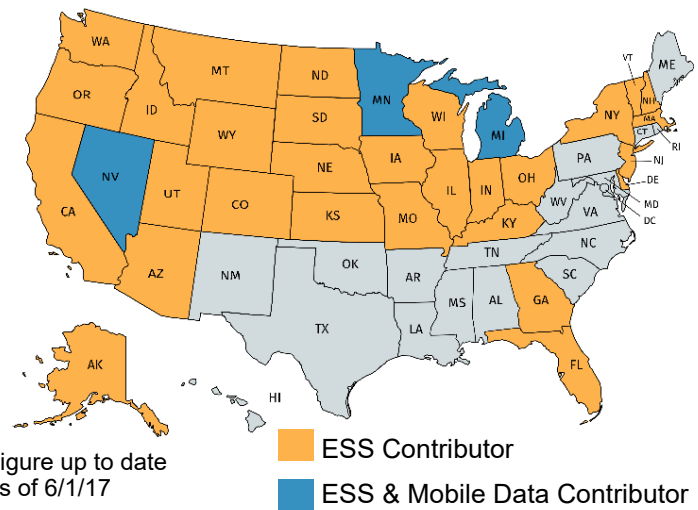 WA
MT
ND
MN
ME
VT
OR
ID
SD
WI
NY
NH
MA
CT
RI
WY
MI
NV
NE
IA
PA
NJ
UT
CO
IL
IN
OH
DE
MD
DC
CA
KS
MO
KY
WV
VA
AZ
NM
OK
AR
TN
NC
SC
TX
LA
MS
AL
GA
FL
AK
HI
ESS Contributor
ESS & Mobile Data Contributor
igure up to date
s of 6/1/17